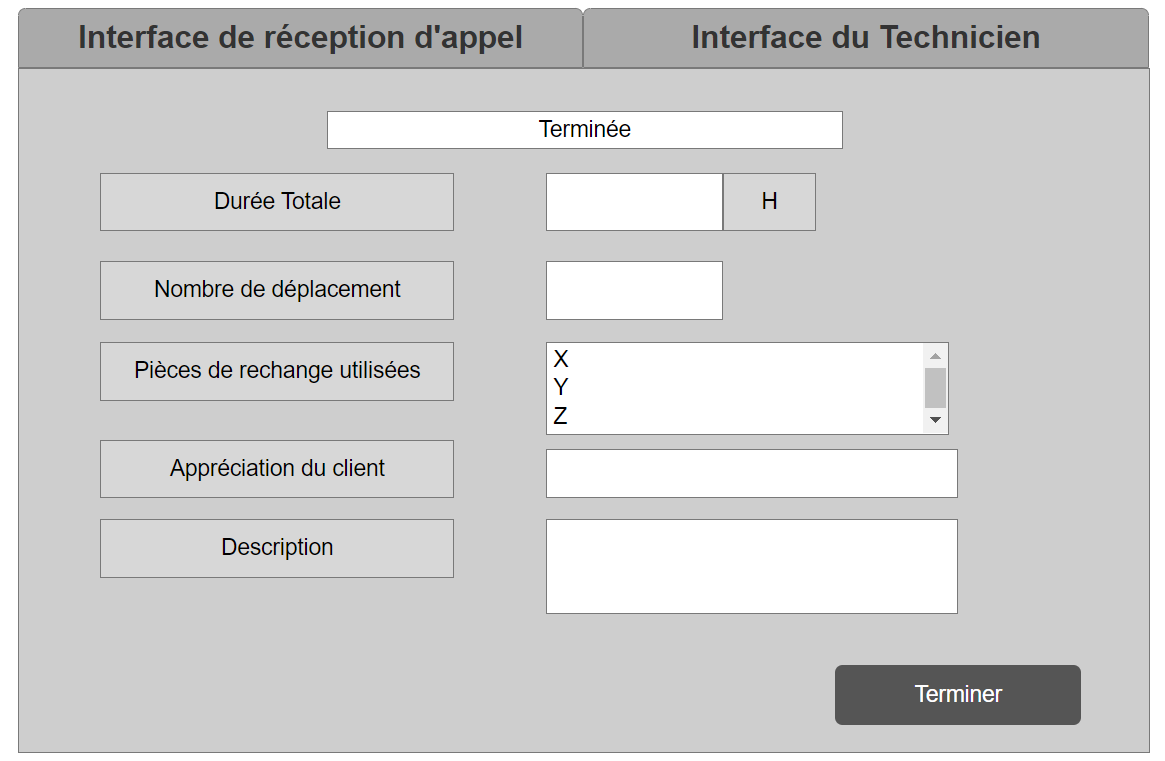 Interface de réception d'appel
Interface du Technicien
Terminée
Durée Totale
H
Nombre de déplacement
Pièces de rechange utilisées
X
Y
Z
Appréciation du client
Description
Terminer